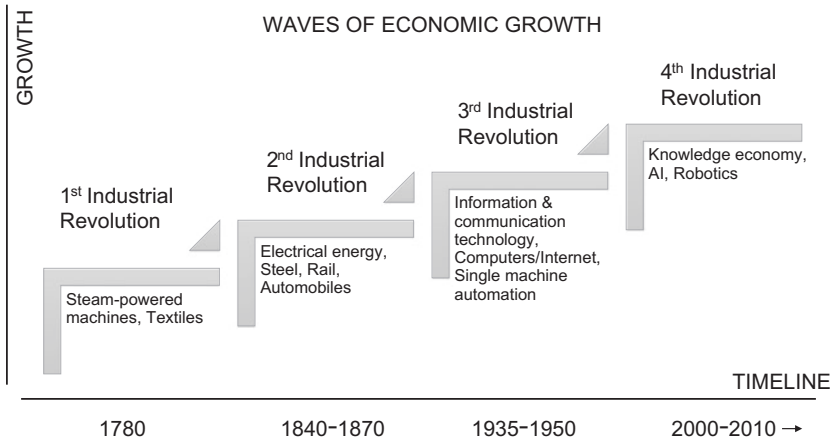 WAVES OF ECONOMIC GROWTH
GROWTH
1st Industrial
Revolution
Steam-powered
machines, Textiles
2nd Industrial
Revolution
Electrical energy,
Steel, Rail,
Automobiles
3rd Industrial
Revolution
Information &
communication
technology,
Computers/Internet,
Single machine
automation
4th Industrial
Revolution
Knowledge economy,
AI, Robotics
TIMELINE
1780
1840–1870
1935–1950
2000–2010 →